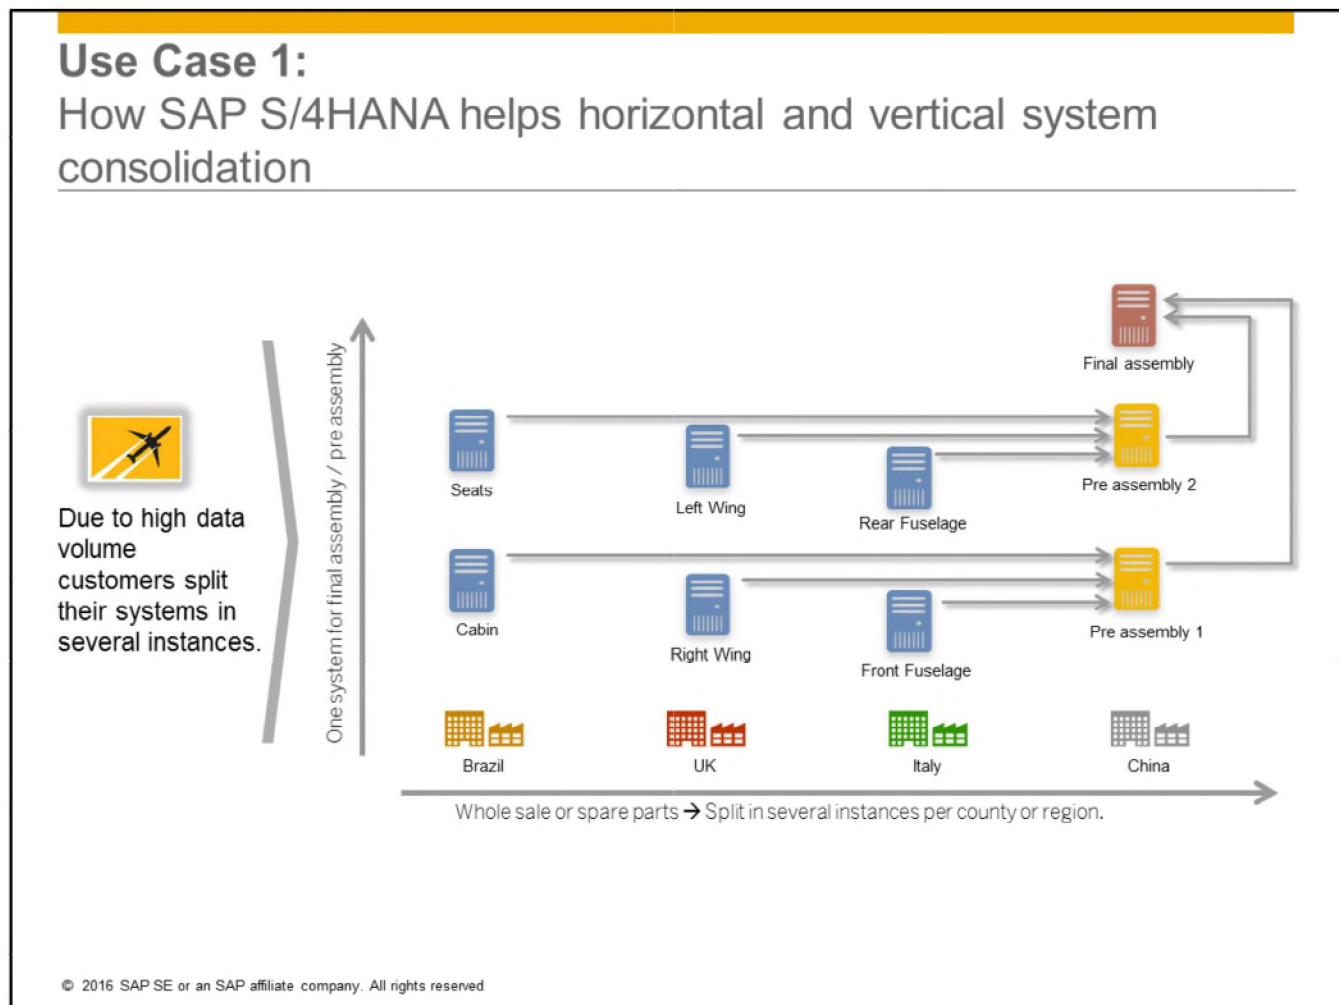 Use Case 1:
How SAP S/4HANA helps horizontal and vertical system
consolidation
Due to high data
volume
customers split
their systems in
several instances.
One system for final assembly / pre assembly
Final assembly
Seats
Left Wing
Rear Fuselage
Pre assembly 2
Cabin
Right Wing
Front Fuselage
Pre assembly 1
Brazil
UK
Italy
China
Whole sale or spare parts → Split in several instances per county or region.
© 2016 SAP SE or an SAP affiliate company. All rights reserved